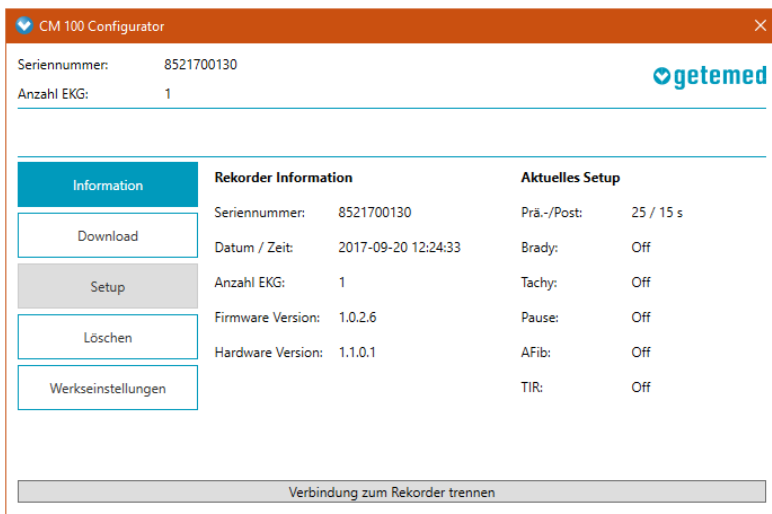 CM 100 Configurator
Seriennummer: 8521700130
Anzahl EKG: 1
getemed
Information
Download
Setup
Löschen
Werkseinstellungen
Rekorder Information
Seriennummer: 8521700130
Datum / Zeit: 2017-09-20 12:24:33
Anzahl EKG: 1
Firmware Version: 1.0.2.6
Hardware Version: 1.1.0.1
Aktuelles Setup
Prä.-/Post: 25 / 15 s
Brady: Off
Tachy: Off
Pause: Off
AFib: Off
TIR: Off
Verbindung zum Rekorder trennen